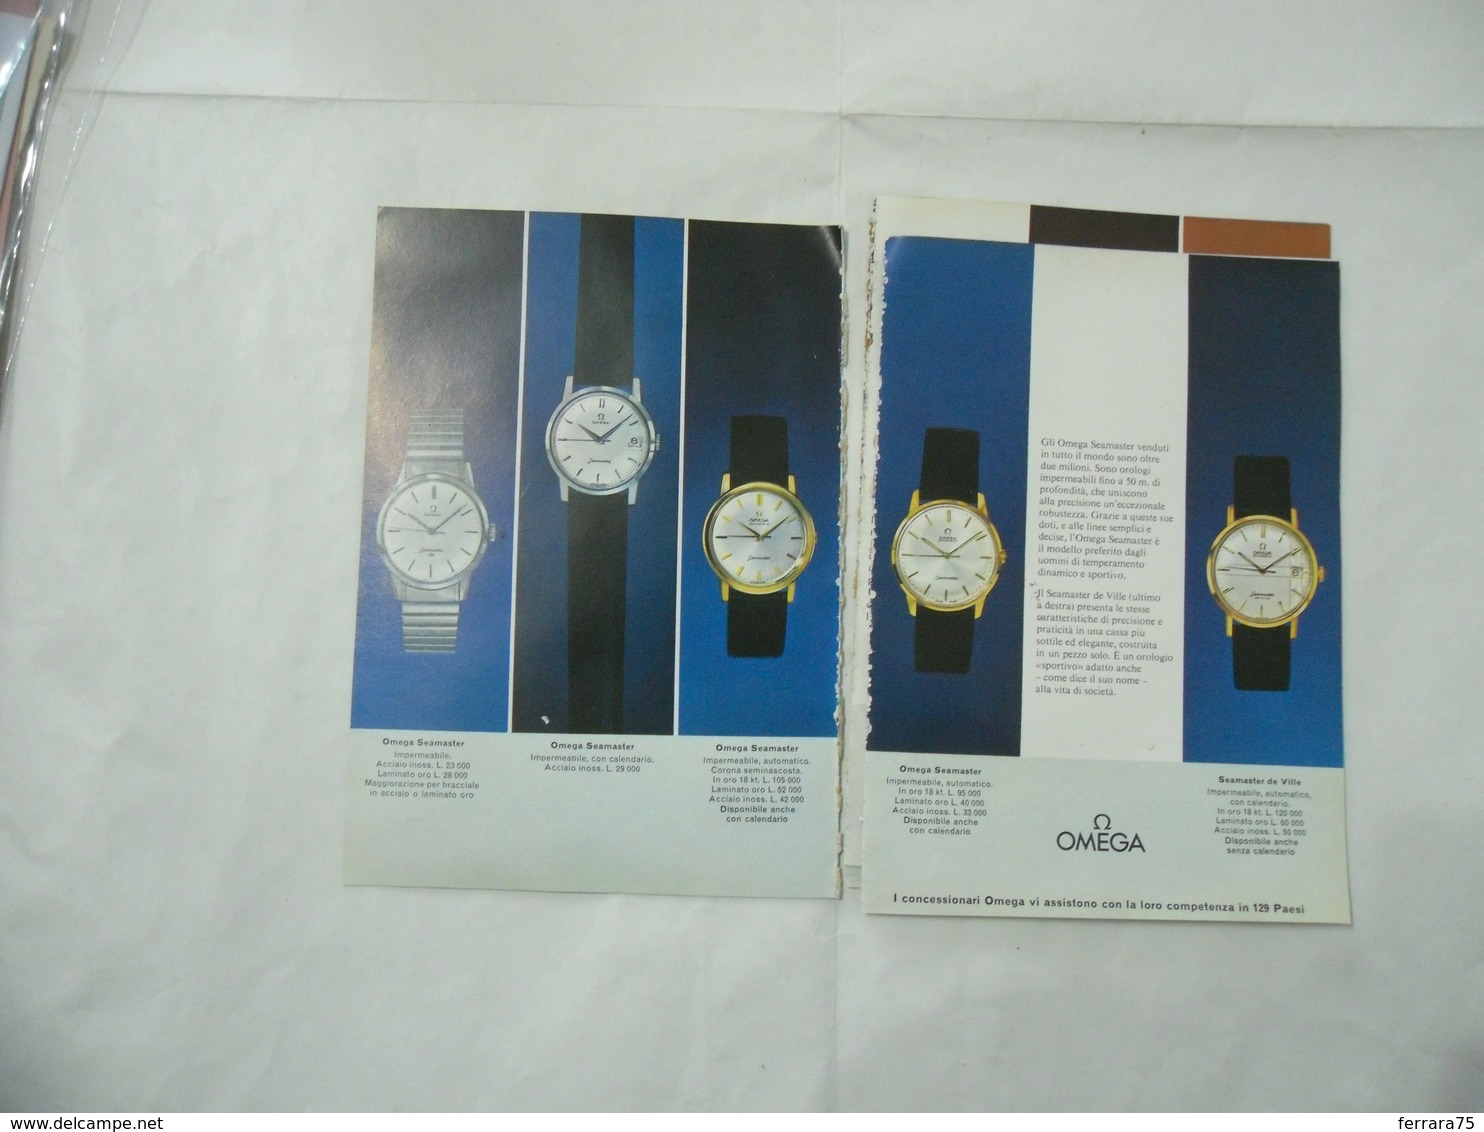 Omega Seamaster
Impermeabile.
Acciaio inoss. L. 23 000
Laminato oro L. 28 000
Maggiorazione per bracciale
in acciaio o laminato oro
Omega Seamaster
Impermeabile, con calendario.
Acciaio inoss. L. 29 000
Omega Seamaster
Impermeabile, automatico.
Corona seminascosta.
In oro 18 kt. L. 105 000
Laminato oro L. 52 000
Acciaio inoss. L. 42 000
Disponibile anche
con calendario
Gli Omega Seamaster venduti
in tutto il mondo sono oltre
due milioni. Sono orologi
impermeabili fino a 50 m. di
profondità, che uniscono
alla precisione un'eccezionale
robustezza. Grazie a queste sue
doti, e alle linee semplici e
decise, l'Omega Seamaster è
il modello preferito dagli
uomini di temperamento
dinamico e sportivo.
Il Seamaster de Ville (ultimo
a destra) presenta le stesse
caratteristiche di precisione e
praticità in una cassa più
sottile ed elegante, costruita
in un pezzo solo. È un orologio
«sportivo» adatto anche
– come dice il suo nome –
alla vita di società.
Omega Seamaster
Impermeabile, automatico.
In oro 18 kt. L. 95 000
Laminato oro L. 40 000
Acciaio inoss. L. 33 000
Disponibile anche
con calendario
Ω
OMEGA
Seamaster de Ville
Impermeabile, automatico,
con calendario.
In oro 18 kt. L. 120 000
Laminato oro L. 60 000
Acciaio inoss. L. 50 000
Disponibile anche
senza calendario
I concessionari Omega vi assistono con la loro competenza in 129 Paesi
delcampe.net
ferrara75